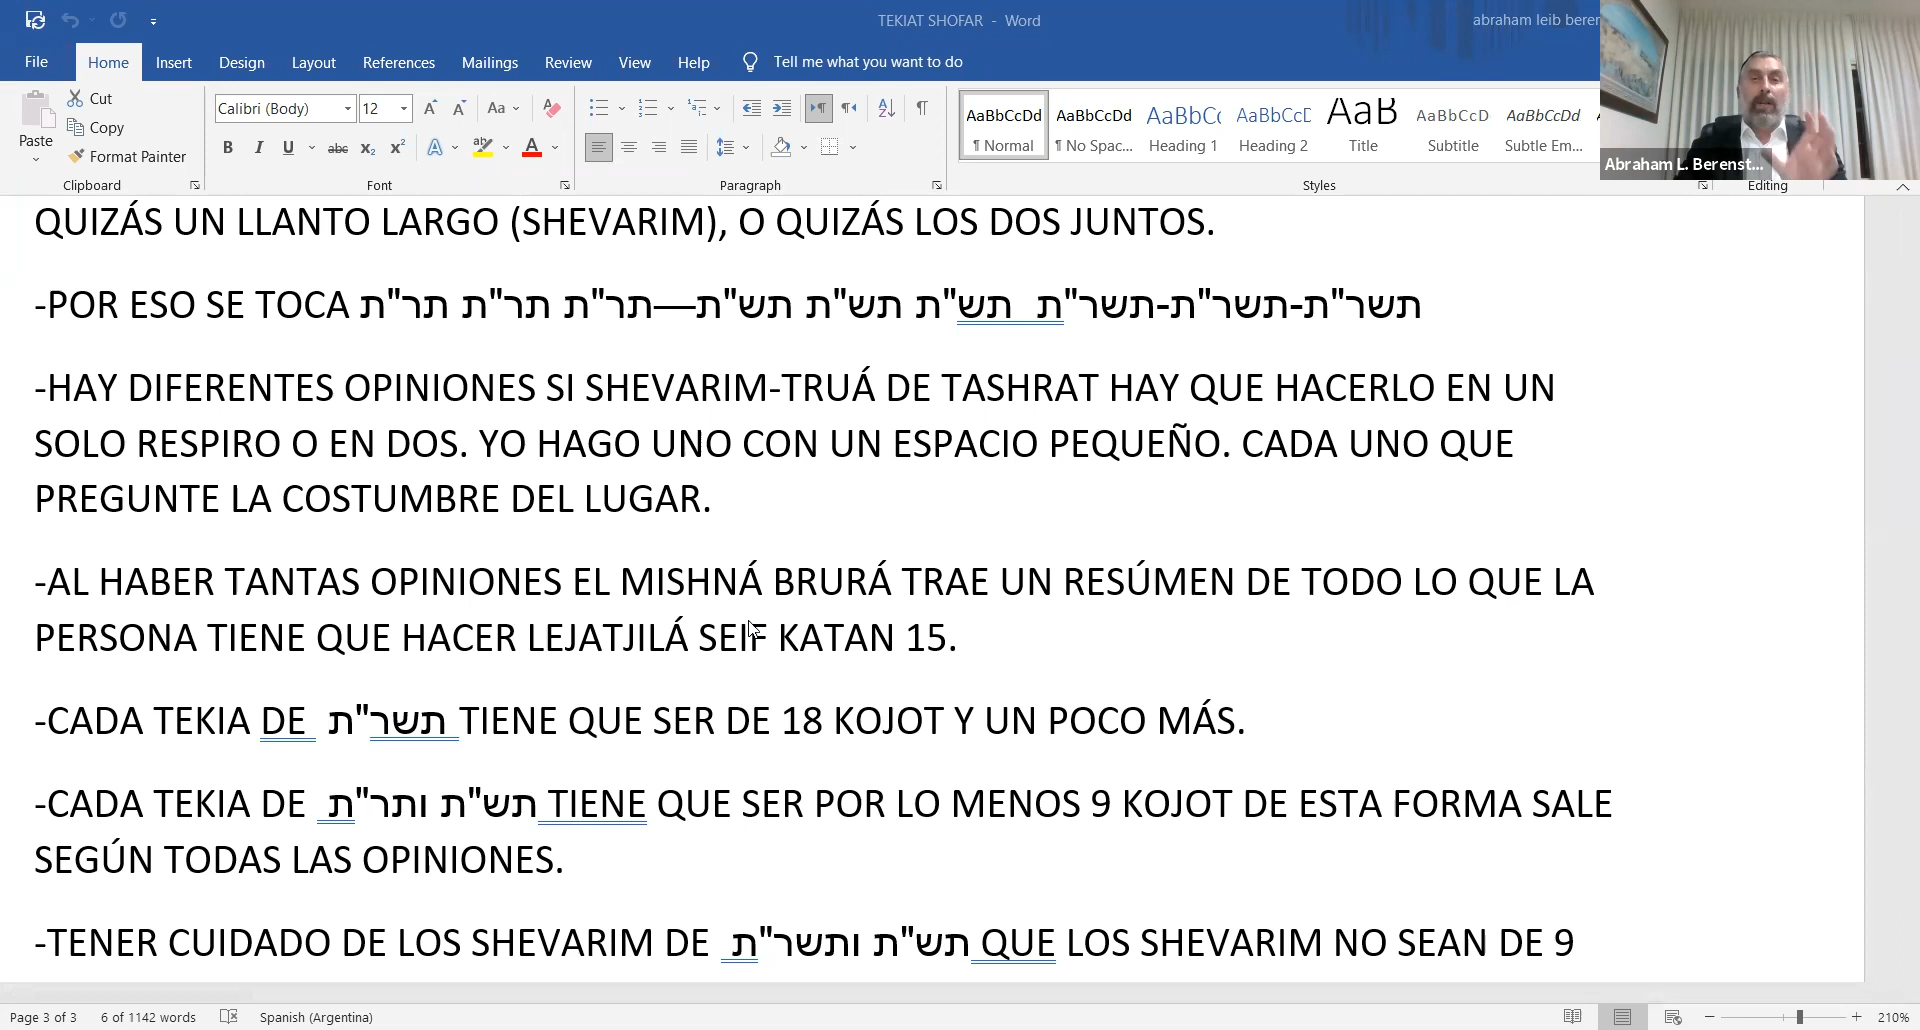 TEKIAT SHOFAR - Word
abraham leib beren
File Home Insert Design Layout References Mailings Review View Help Tell me what you want to do
Paste
Cut
Copy
Format Painter
Clipboard
Calibri (Body) 12
Font
Paragraph
AaBbCcDd AaBbCcDd AaBbCc AaBbCcD AaB AaBbCcD AaBbCcDd
¶ Normal ¶ No Spac... Heading 1 Heading 2 Title Subtitle Subtle Em...
Styles
Editing
Abraham L. Berenst...
QUIZÁS UN LLANTO LARGO (SHEVARIM), O QUIZÁS LOS DOS JUNTOS.
-POR ESO SE TOCA תשר"ת-תשר"ת-תשר"ת תש"ת תש"ת תש"ת—תר"ת תר"ת תר"ת
-HAY DIFERENTES OPINIONES SI SHEVARIM-TRUÁ DE TASHRAT HAY QUE HACERLO EN UN
SOLO RESPIRO O EN DOS. YO HAGO UNO CON UN ESPACIO PEQUEÑO. CADA UNO QUE
PREGUNTE LA COSTUMBRE DEL LUGAR.
-AL HABER TANTAS OPINIONES EL MISHNÁ BRURÁ TRAE UN RESÚMEN DE TODO LO QUE LA
PERSONA TIENE QUE HACER LEJATJILÁ SEIF KATAN 15.
-CADA TEKIA DE תשר"ת TIENE QUE SER DE 18 KOJOT Y UN POCO MÁS.
-CADA TEKIA DE תש"ת ותר"ת TIENE QUE SER POR LO MENOS 9 KOJOT DE ESTA FORMA SALE
SEGÚN TODAS LAS OPINIONES.
-TENER CUIDADO DE LOS SHEVARIM DE תש"ת ותשר"ת QUE LOS SHEVARIM NO SEAN DE 9
Page 3 of 3 6 of 1142 words Spanish (Argentina) 210%